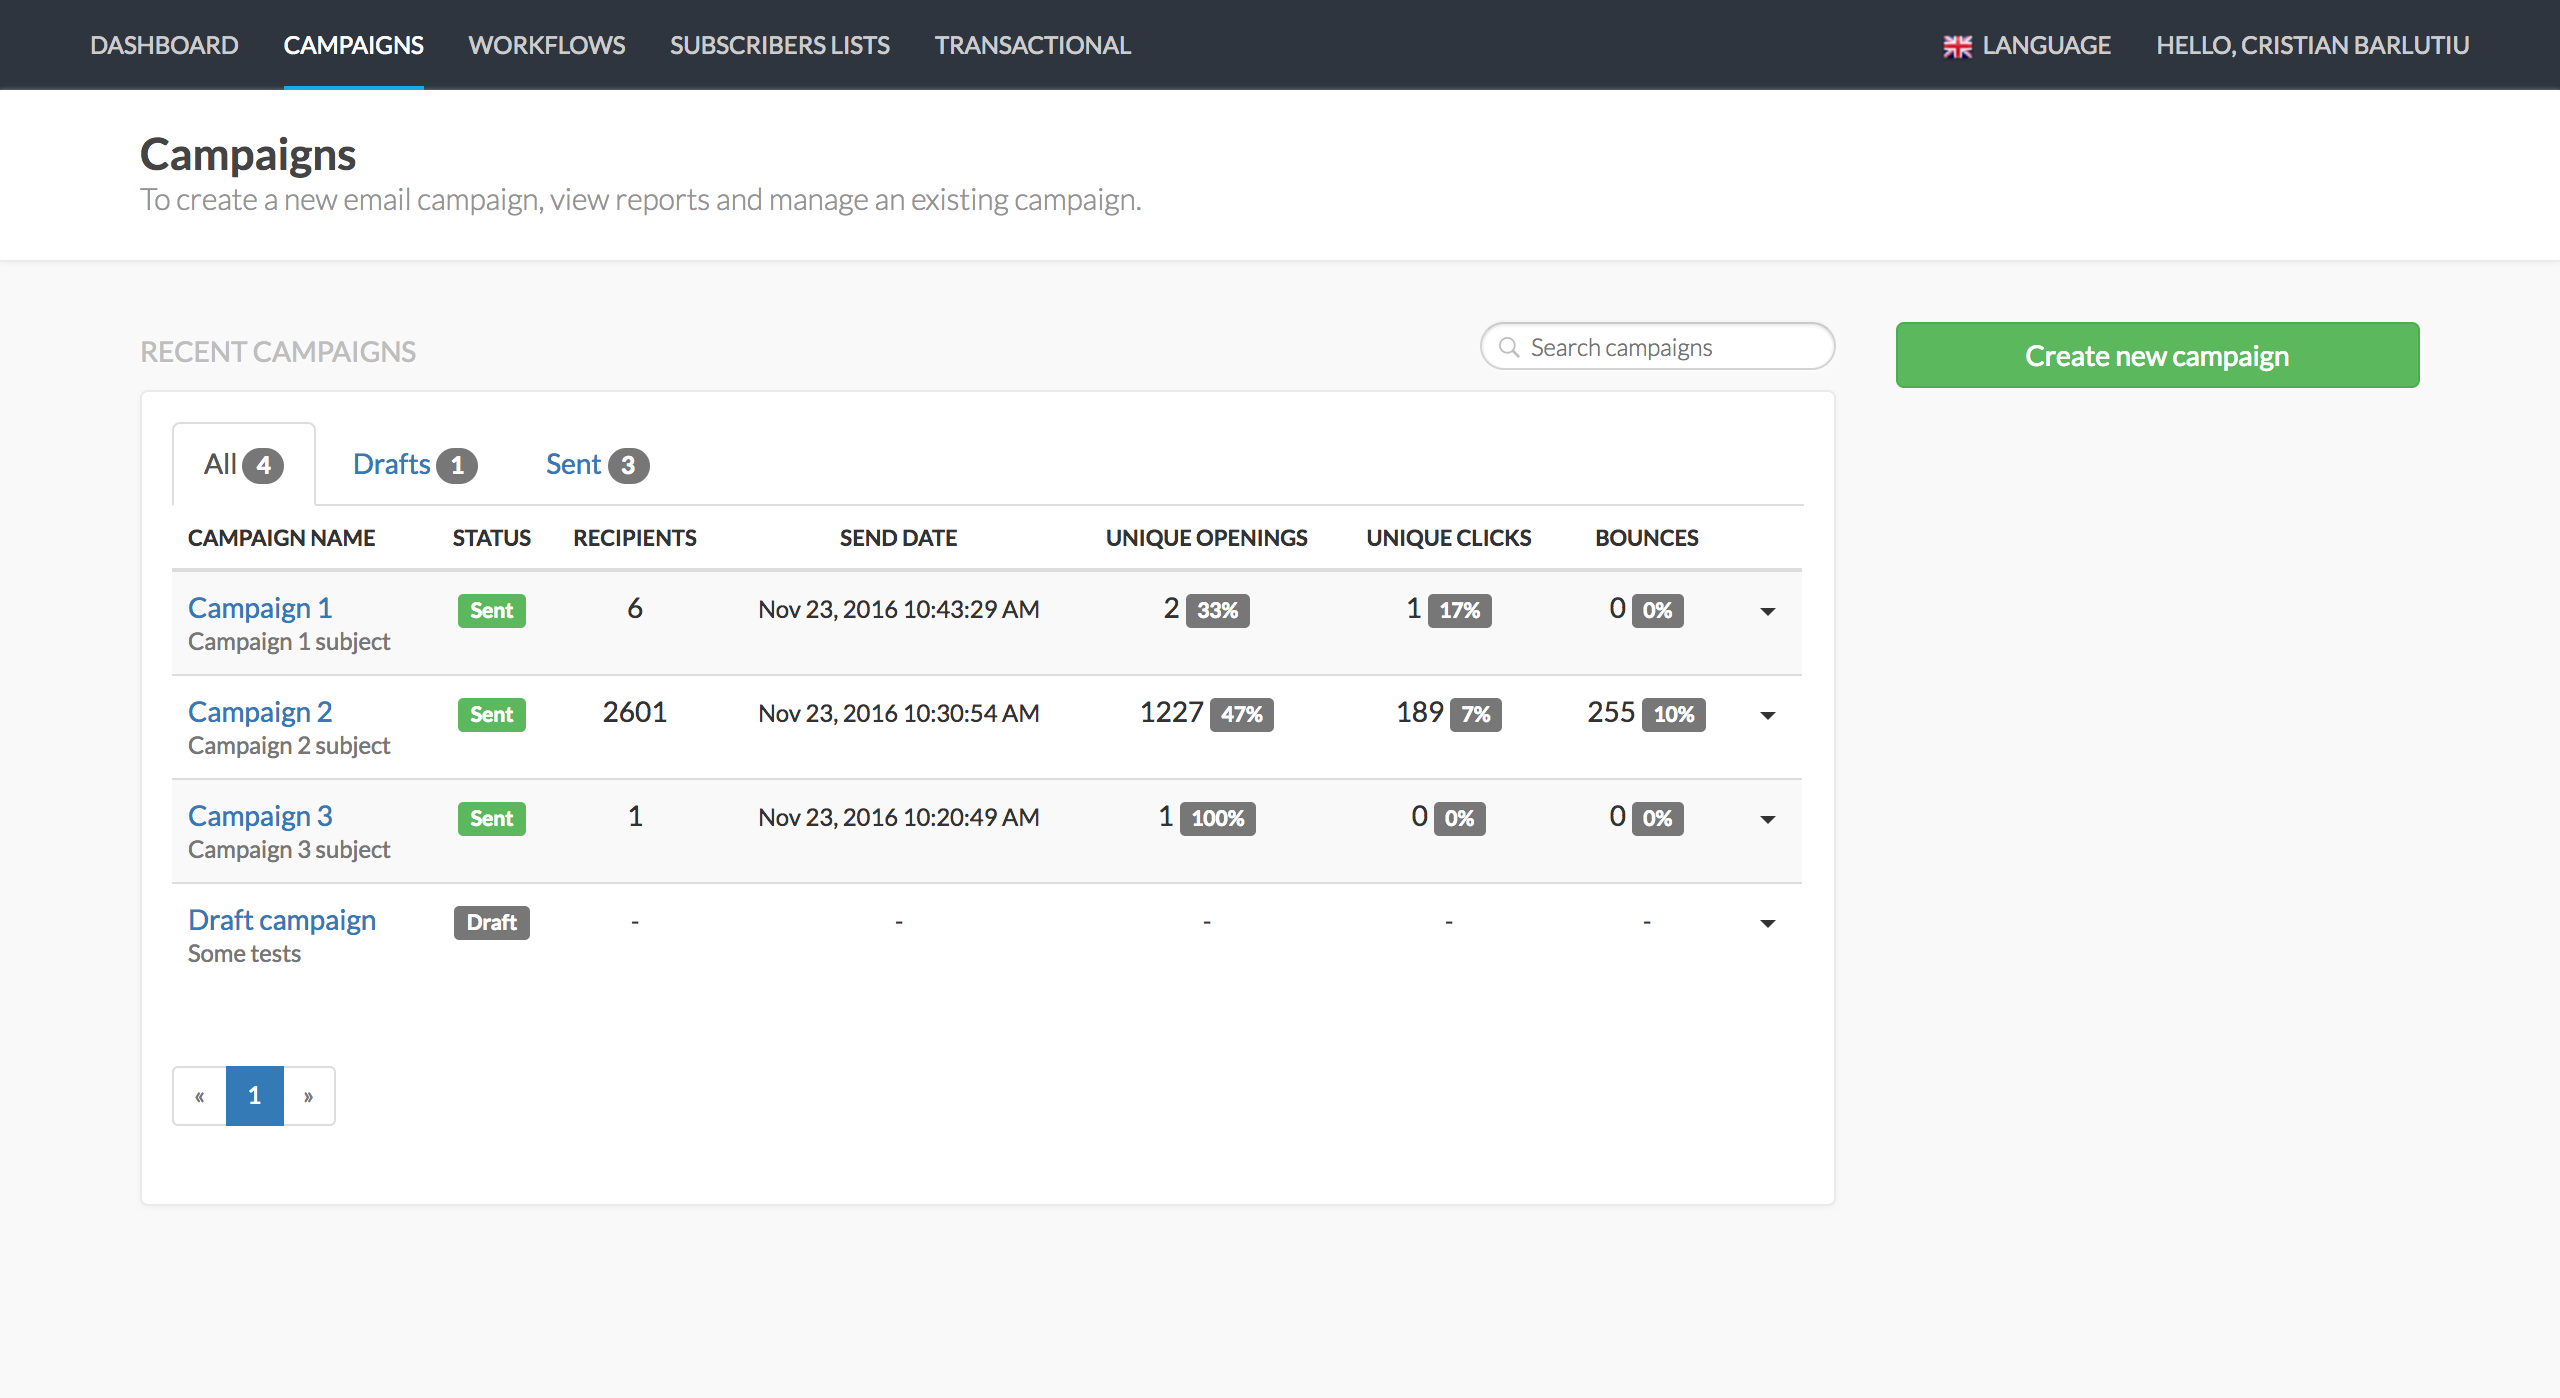 DASHBOARD CAMPAIGNS WORKFLOWS SUBSCRIBERS LISTS TRANSACTIONAL LANGUAGE HELLO, CRISTIAN BARLUTIU
Campaigns
To create a new email campaign, view reports and manage an existing campaign.
RECENT CAMPAIGNS Search campaigns Create new campaign
All 4 Drafts 1 Sent 3
CAMPAIGN NAME STATUS RECIPIENTS SEND DATE UNIQUE OPENINGS UNIQUE CLICKS BOUNCES
Campaign 1 Sent 6 Nov 23, 2016 10:43:29 AM 2 33% 1 17% 0 0%
Campaign 1 subject
Campaign 2 Sent 2601 Nov 23, 2016 10:30:54 AM 1227 47% 189 7% 255 10%
Campaign 2 subject
Campaign 3 Sent 1 Nov 23, 2016 10:20:49 AM 1 100% 0 0% 0 0%
Campaign 3 subject
Draft campaign Draft - - - - -
Some tests
« 1 »